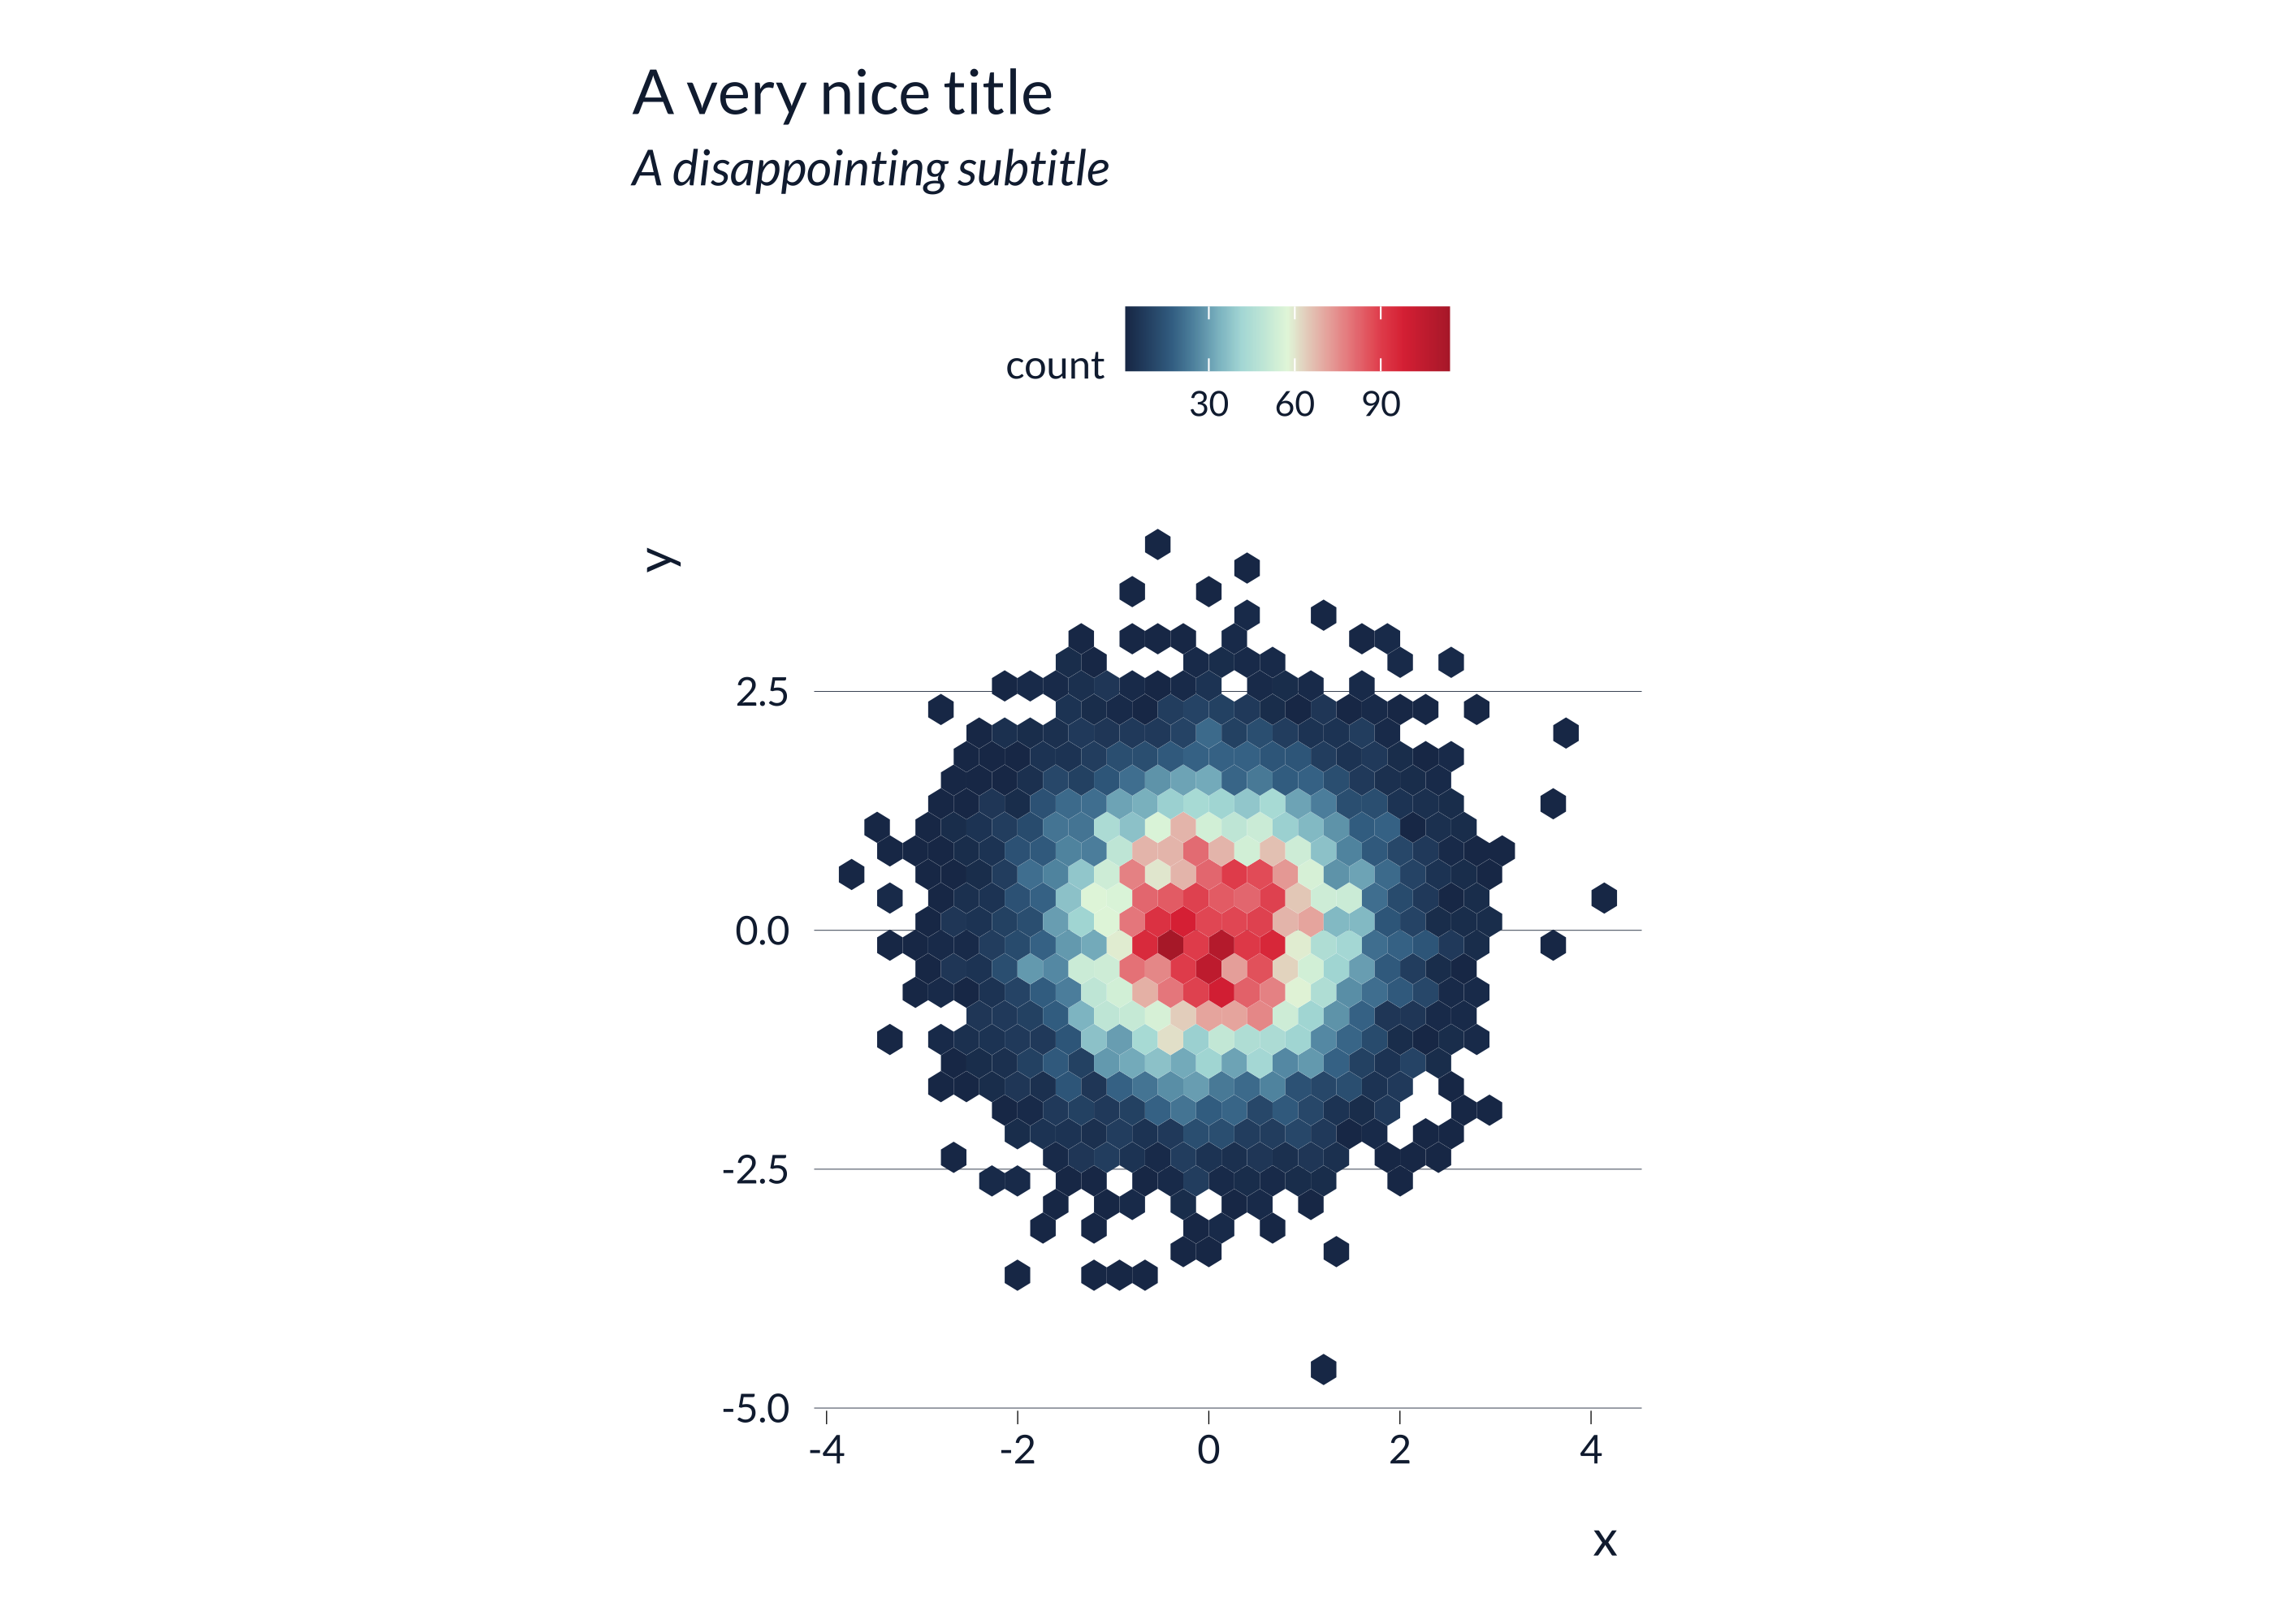 A very nice title
A disappointing subtitle
count
30 60 90
y
2.5
0.0
-2.5
-5.0
-4 -2 0 2 4
x